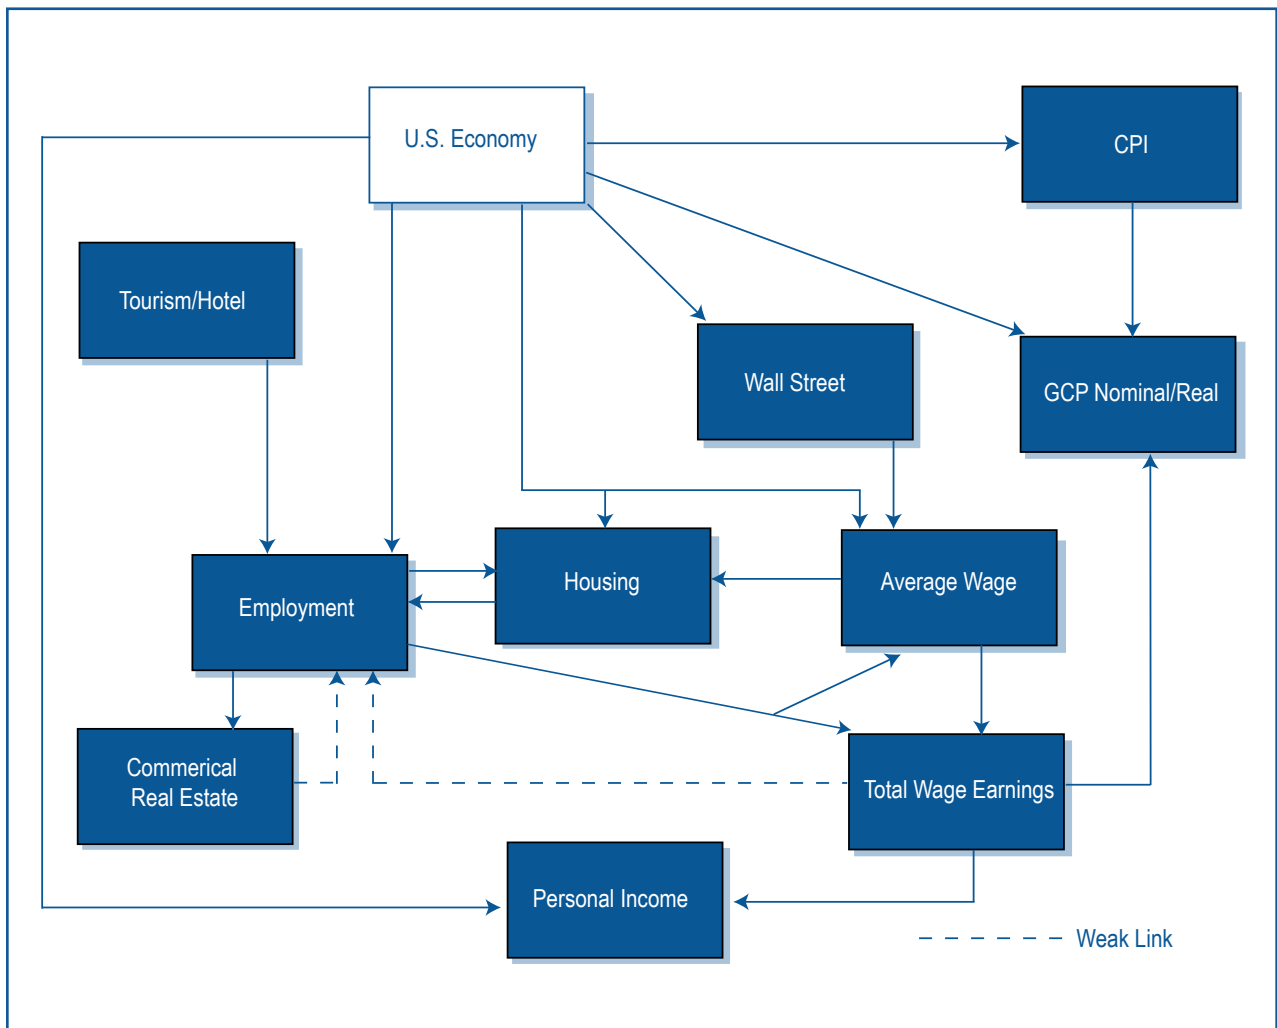 U.S. Economy
CPI
Tourism/Hotel
Wall Street
GCP Nominal/Real
Employment
Housing
Average Wage
Commerical
Real Estate
Total Wage Earnings
Personal Income
Weak Link